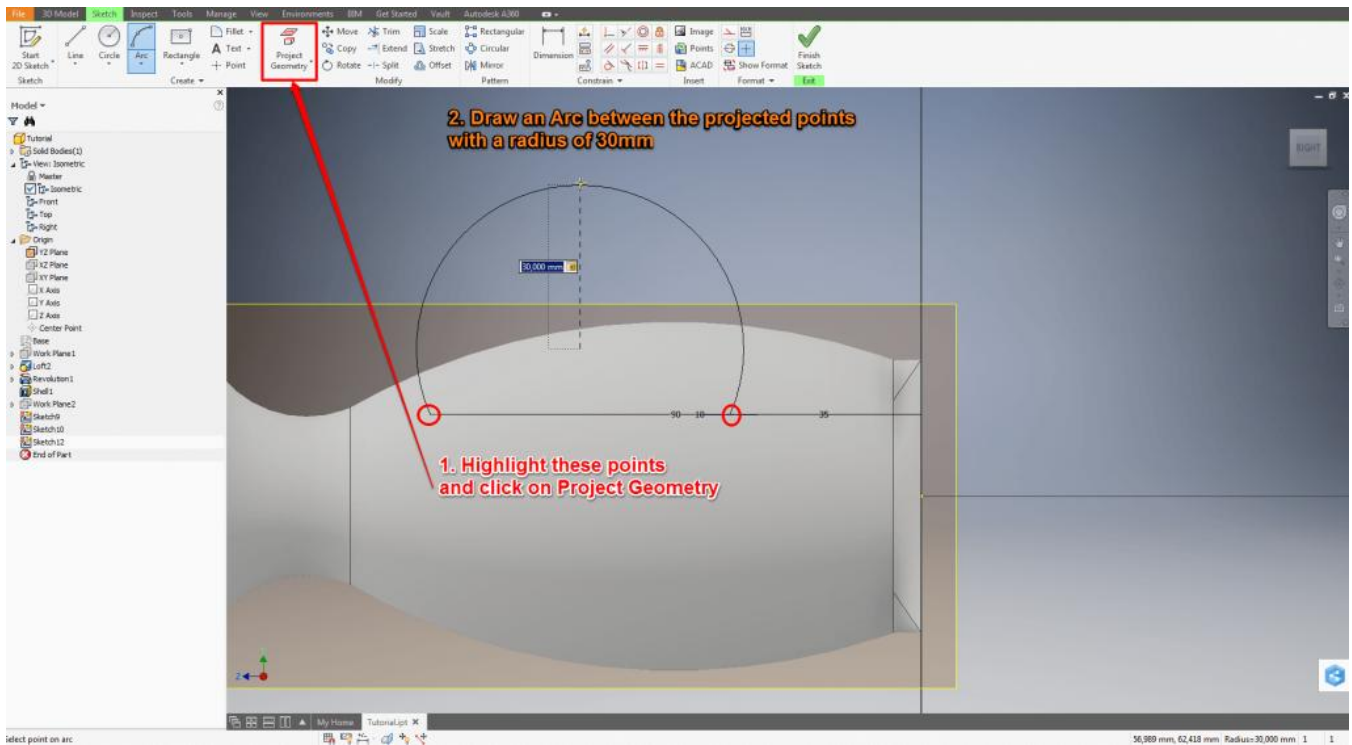 File 3D Model Sketch Inspect Tools Manage View Environments BIM Get Started Vault Autodesk A360
Start 2D Sketch
Line
Circle
Arc
Rectangle
Fillet
Text
Point
Project Geometry
Move Trim Scale
Copy Extend Stretch
Rotate Split Offset
Rectangular
Circular
Mirror
Dimension
Image
Points
ACAD
Show Format
Finish Sketch
Sketch Create Modify Pattern Constrain Insert Format Exit
Model
Tutorial
Solid Bodies(1)
View: Isometric
Master
Isometric
Front
Top
Right
Origin
YZ Plane
XZ Plane
XY Plane
X Axis
Y Axis
Z Axis
Center Point
Base
Work Plane1
Loft2
Revolution1
Shell1
Work Plane2
Sketch9
Sketch10
Sketch12
End of Part
2. Draw an Arc between the projected points
with a radius of 30mm
RIGHT
30,000 mm
90 10 35
1. Highlight these points
and click on Project Geometry
Z
My Home Tutorial.ipt X
Select point on arc
56,989 mm, 62,418 mm Radius=30,000 mm 1 1